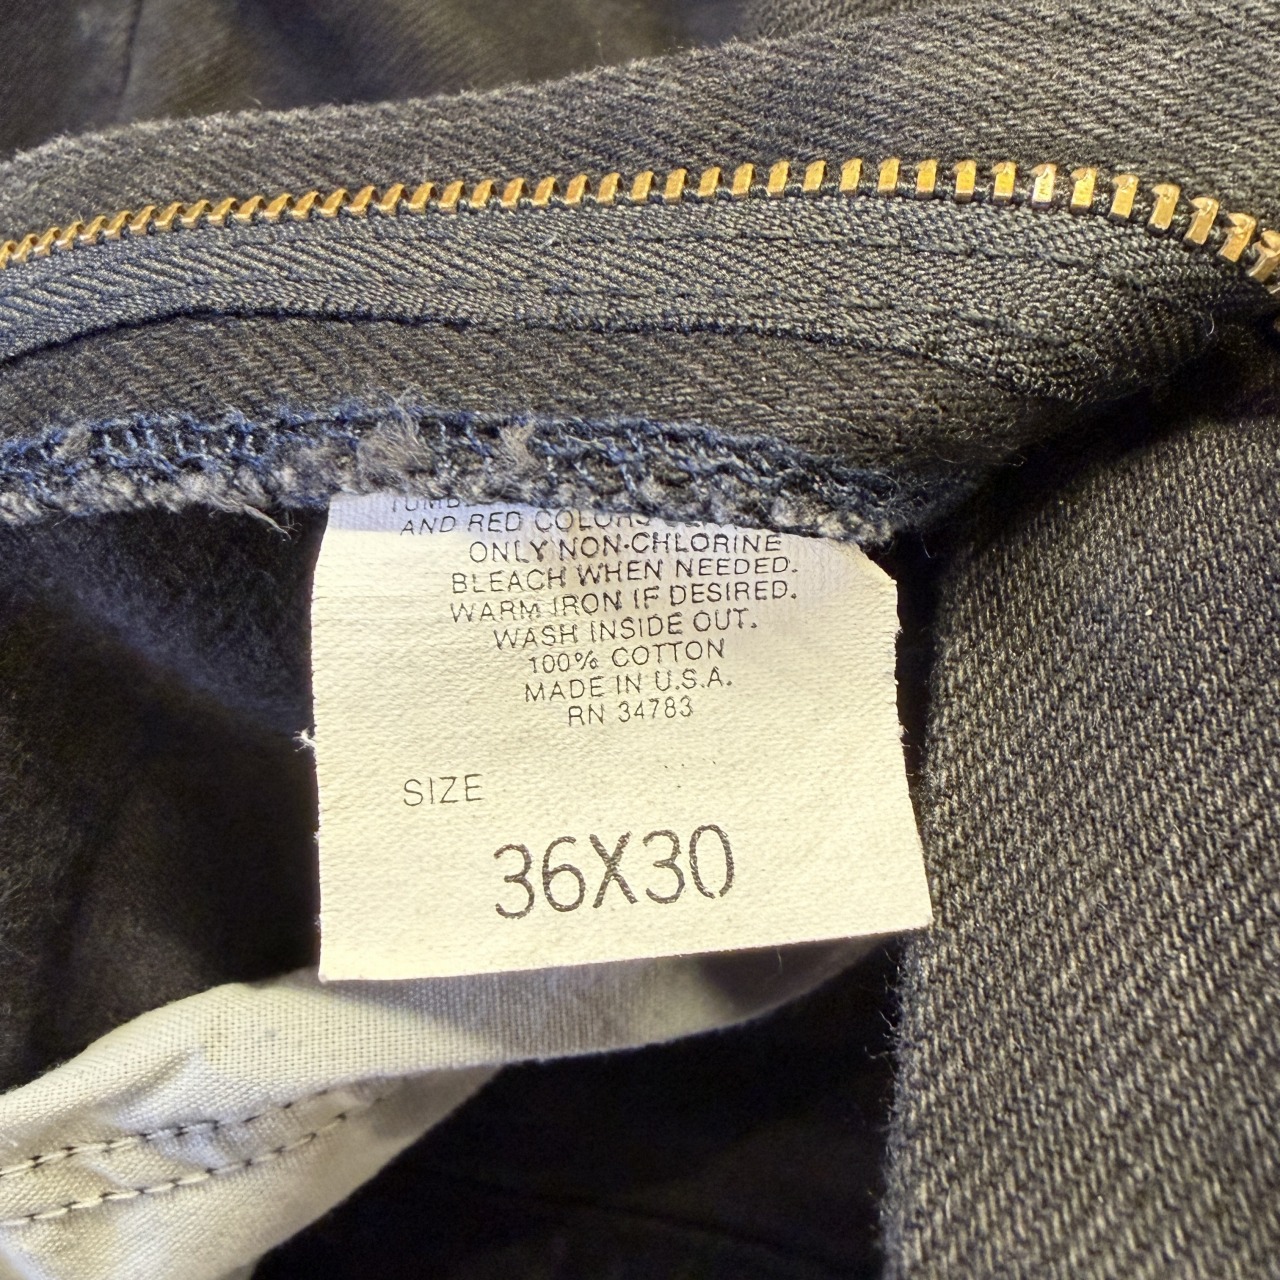 AND RED COLORS
ONLY NON-CHLORINE
BLEACH WHEN NEEDED.
WARM IRON IF DESIRED.
WASH INSIDE OUT.
100% COTTON
MADE IN U.S.A.
RN 34783
SIZE
36X30